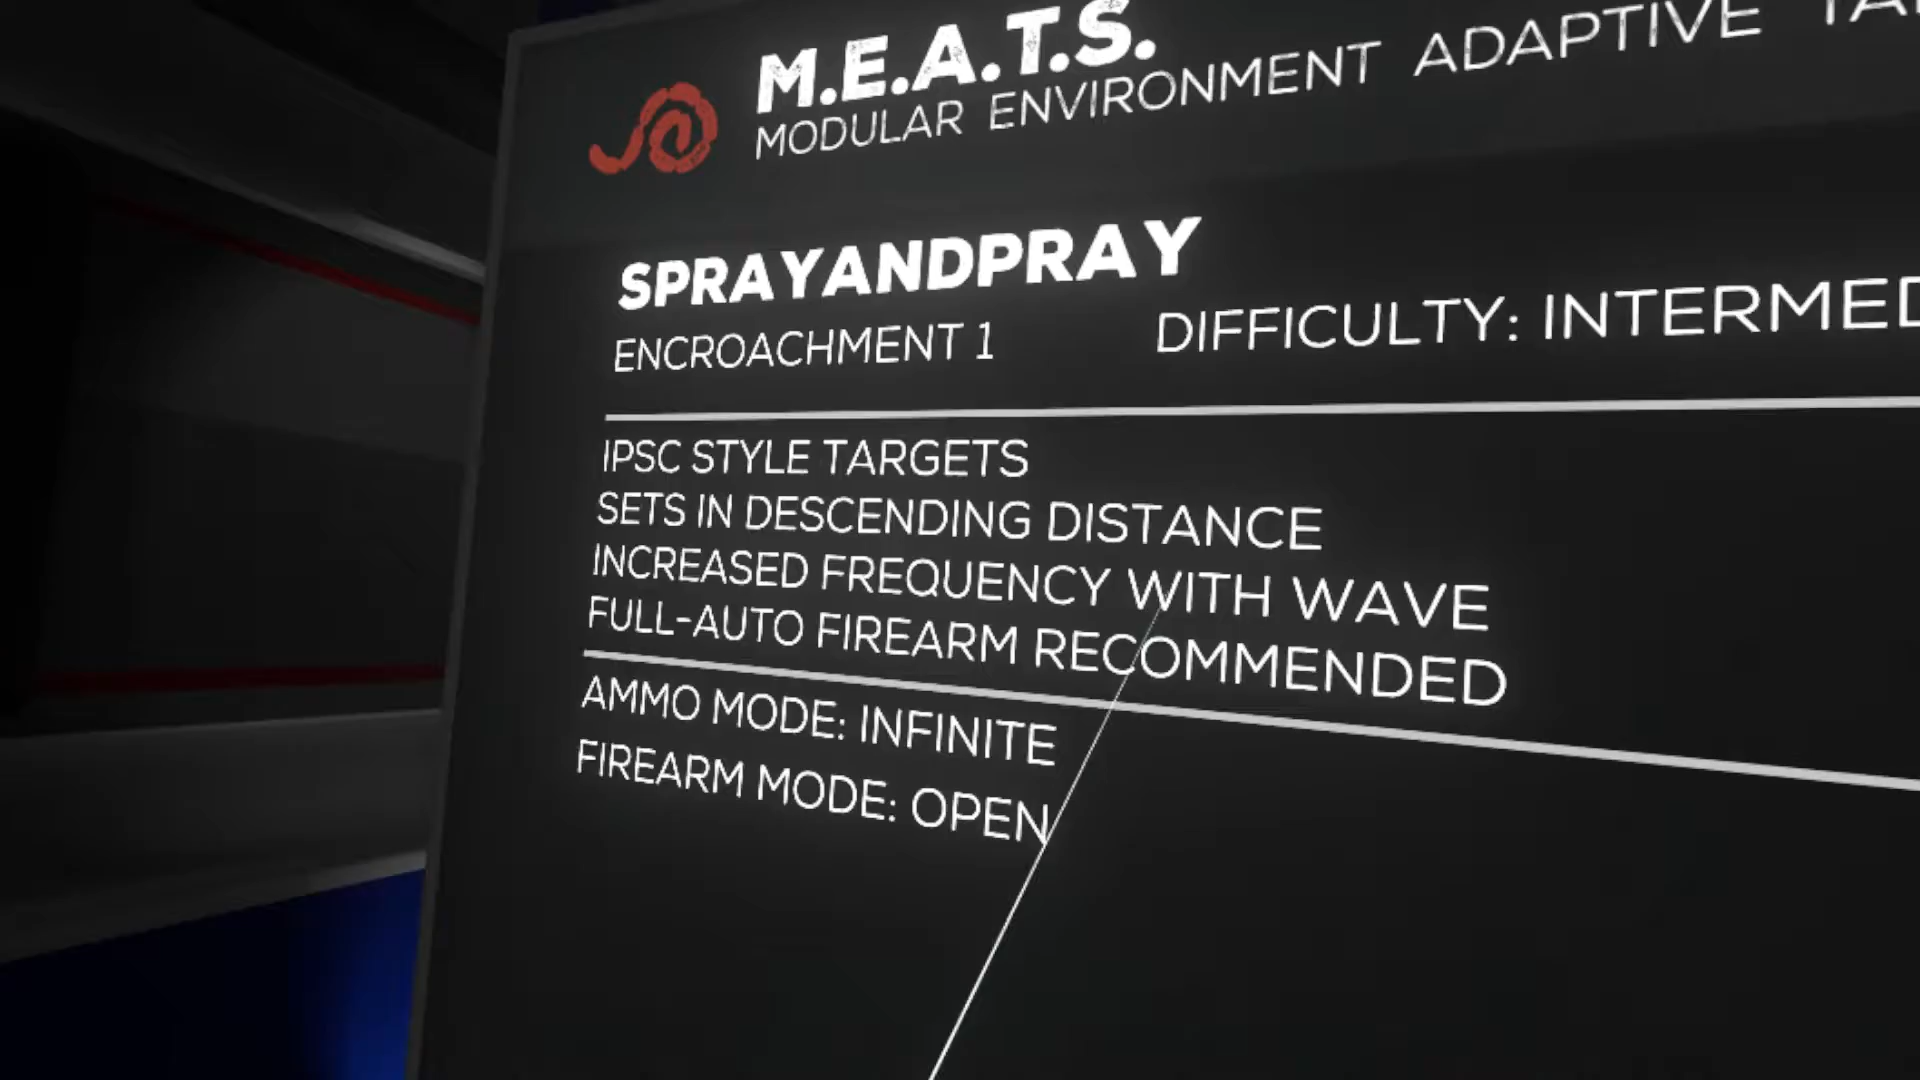 M.E.A.T.S.
MODULAR ENVIRONMENT ADAPTIVE
SPRAYANDPRAY
ENCROACHMENT 1
DIFFICULTY:
IPSC STYLE TARGETS
SETS IN DESCENDING DISTANCE
INCREASED FREQUENCY WITH WAVE
FULL-AUTO FIREARM RECOMMENDED
AMMO MODE: INFINITE
FIREARM MODE: OPEN